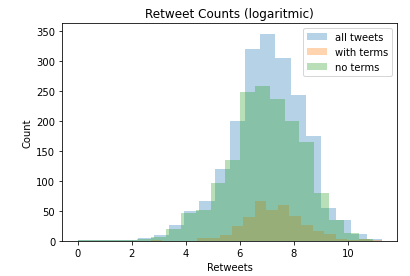 Retweet Counts (logaritmic)
all tweets
with terms
no terms
Count
350
300
250
200
150
100
50
0
0 2 4 6 8 10
Retweets